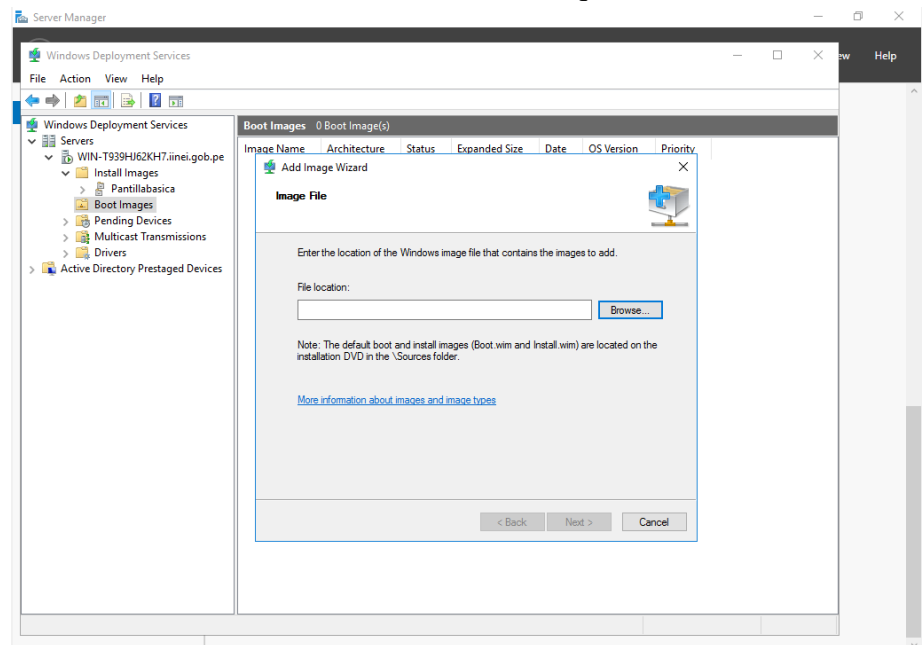 Server Manager
Windows Deployment Services
ew Help
File Action View Help
Windows Deployment Services
Servers
WIN-T939HJ62KH7.iinei.gob.pe
Install Images
Pantillabasica
Boot Images
Pending Devices
Multicast Transmissions
Drivers
Active Directory Prestaged Devices
Boot Images 0 Boot Image(s)
Image Name Architecture Status Expanded Size Date OS Version Priority
Add Image Wizard
Image File
Enter the location of the Windows image file that contains the images to add.
File location:
Browse...
Note: The default boot and install images (Boot.wim and Install.wim) are located on the
installation DVD in the \Sources folder.
More information about images and image types
< Back Next > Cancel